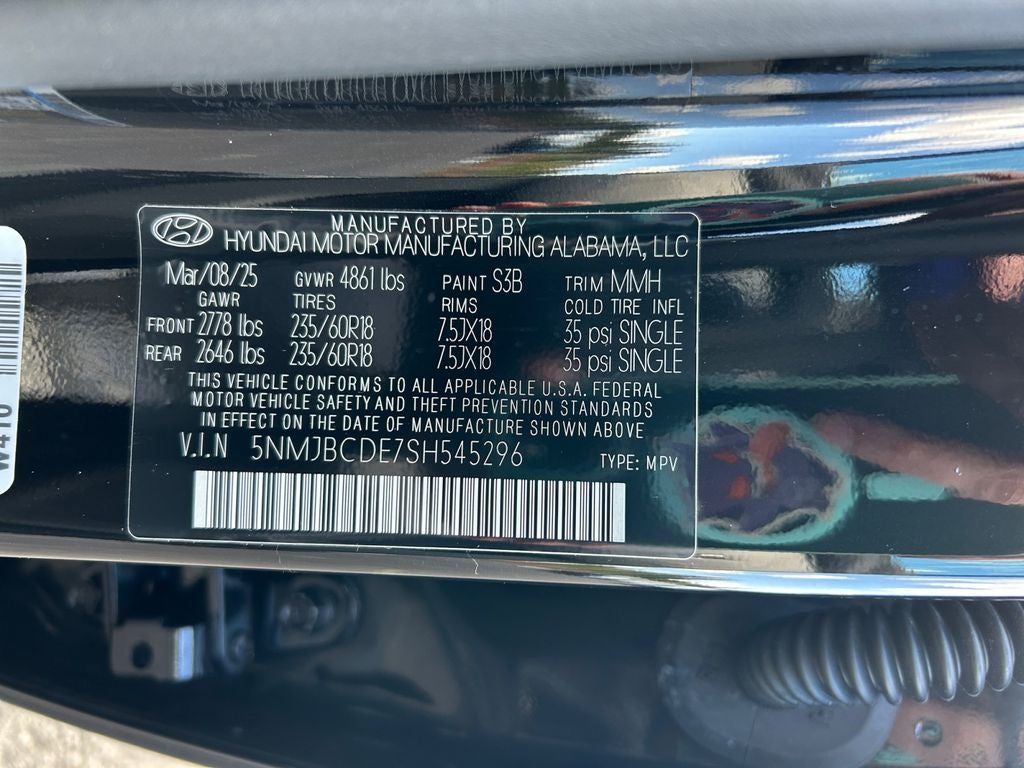 MANUFACTURED BY
HYUNDAI MOTOR MANUFACTURING ALABAMA, LLC
Mar/08/25 GVWR 4861 lbs PAINT S3B TRIM MMH
GAWR TIRES RIMS COLD TIRE INFL
FRONT 2778 lbs 235/60R18 7.5JX18 35 psi SINGLE
REAR 2646 lbs 235/60R18 7.5JX18 35 psi SINGLE
THIS VEHICLE CONFORMS TO ALL APPLICABLE U.S.A. FEDERAL
MOTOR VEHICLE SAFETY AND THEFT PREVENTION STANDARDS
IN EFFECT ON THE DATE OF MANUFACTURE SHOWN ABOVE.
V.I.N 5NMJBCDE7SH545296 TYPE: MPV
W410